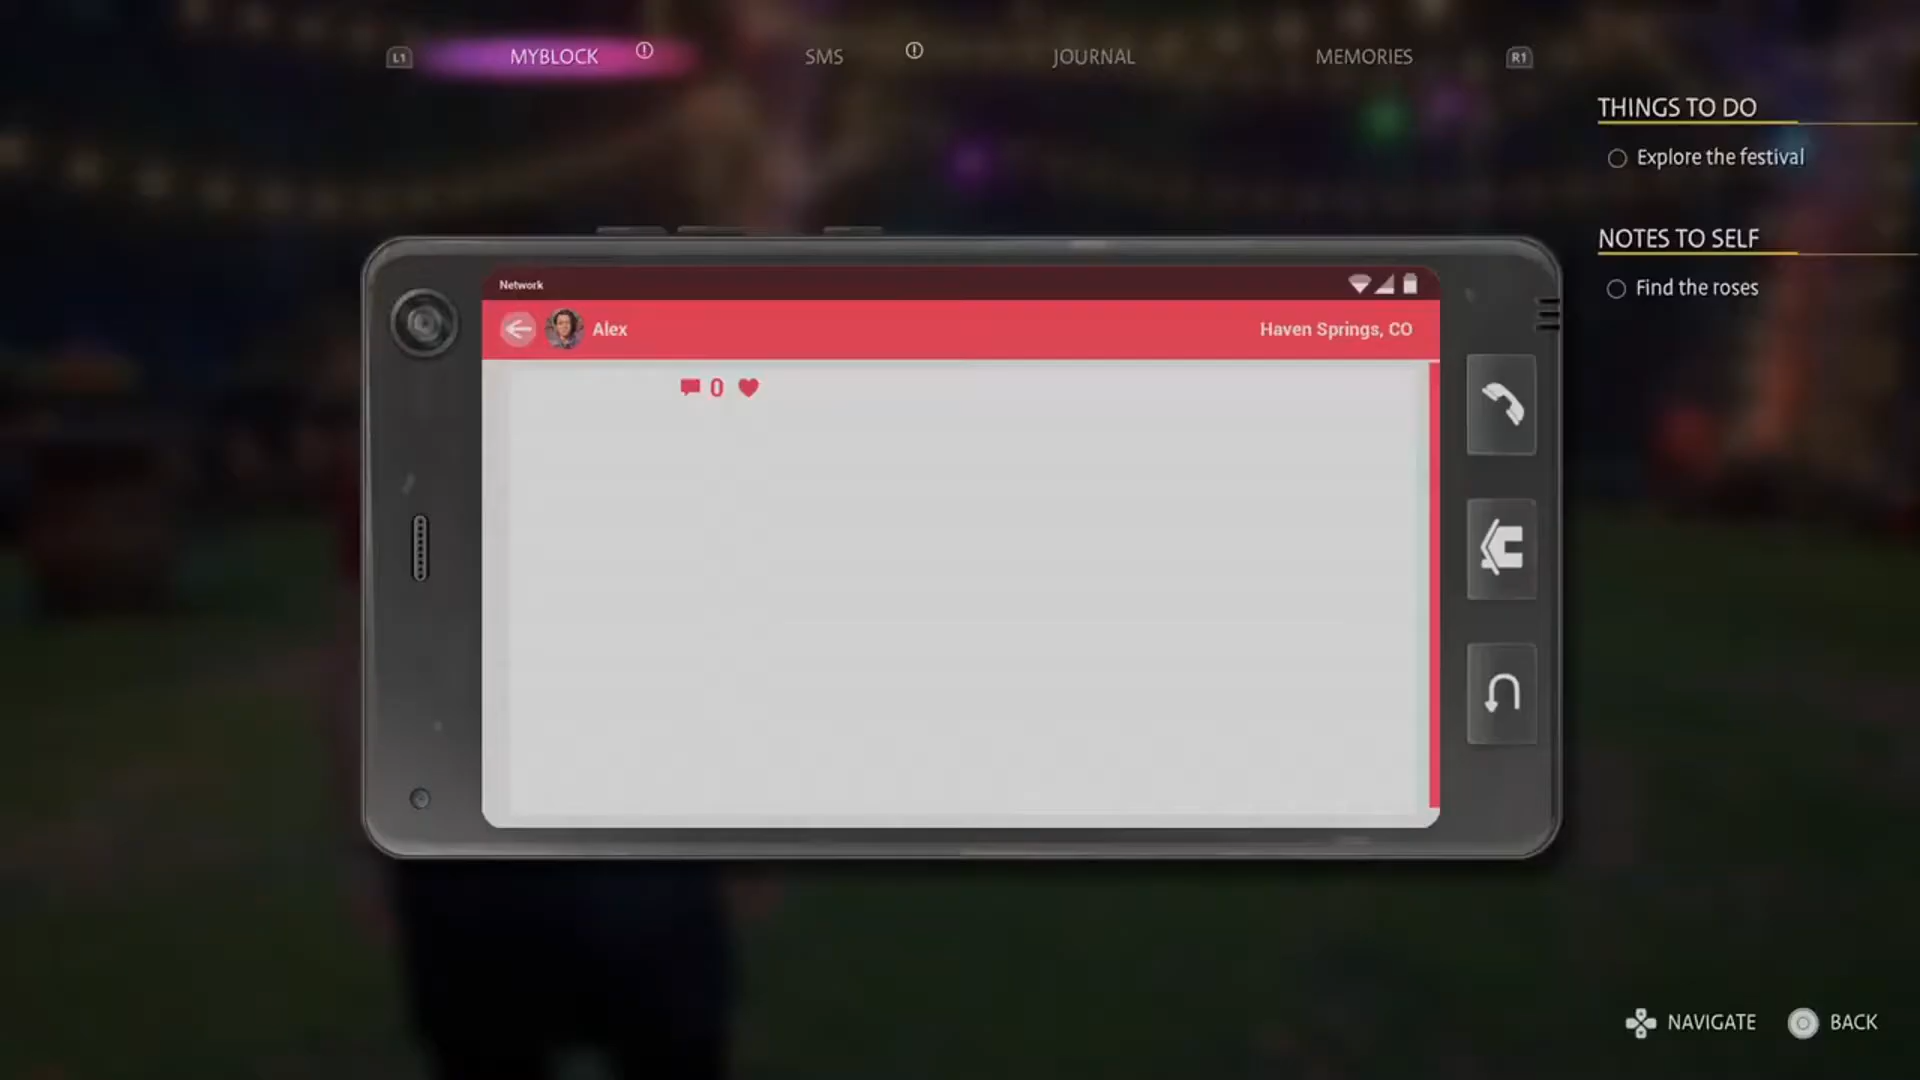 L1
MYBLOCK
SMS
JOURNAL
MEMORIES
R1
THINGS TO DO
Explore the festival
NOTES TO SELF
Find the roses
Network
Alex
Haven Springs, CO
0
NAVIGATE
BACK